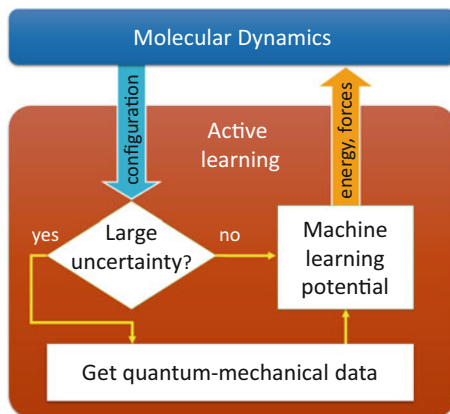 Molecular Dynamics
configuration
energy, forces
Active
learning
yes
Large
uncertainty?
no
Machine
learning
potential
Get quantum-mechanical data